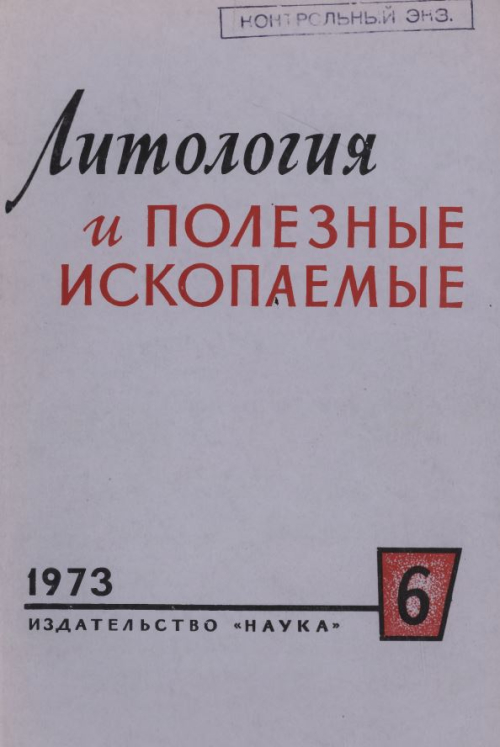 КОНТРОЛЬНЫЙ ЭКЗ.
Литология
и ПОЛЕЗНЫЕ
ИСКОПАЕМЫЕ
1973
6
ИЗДАТЕЛЬСТВО «НАУКА»